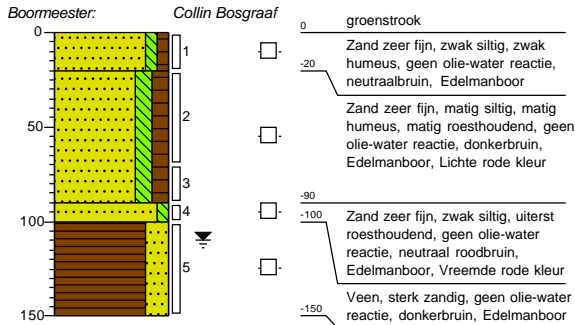 Boormeester: Collin Bosgraaf
0
50
100
150
1
2
3
4
5
0
groenstrook
Zand zeer fijn, zwak siltig, zwak
humeus, geen olie-water reactie,
neutraalbruin, Edelmanboor
-20
Zand zeer fijn, matig siltig, matig
humeus, matig roesthoudend, geen
olie-water reactie, donkerbruin,
Edelmanboor, Lichte rode kleur
-90
Zand zeer fijn, zwak siltig, uiterst
roesthoudend, geen olie-water
reactie, neutraal roodbruin,
Edelmanboor, Vreemde rode kleur
-100
Veen, sterk zandig, geen olie-water
reactie, donkerbruin, Edelmanboor
-150